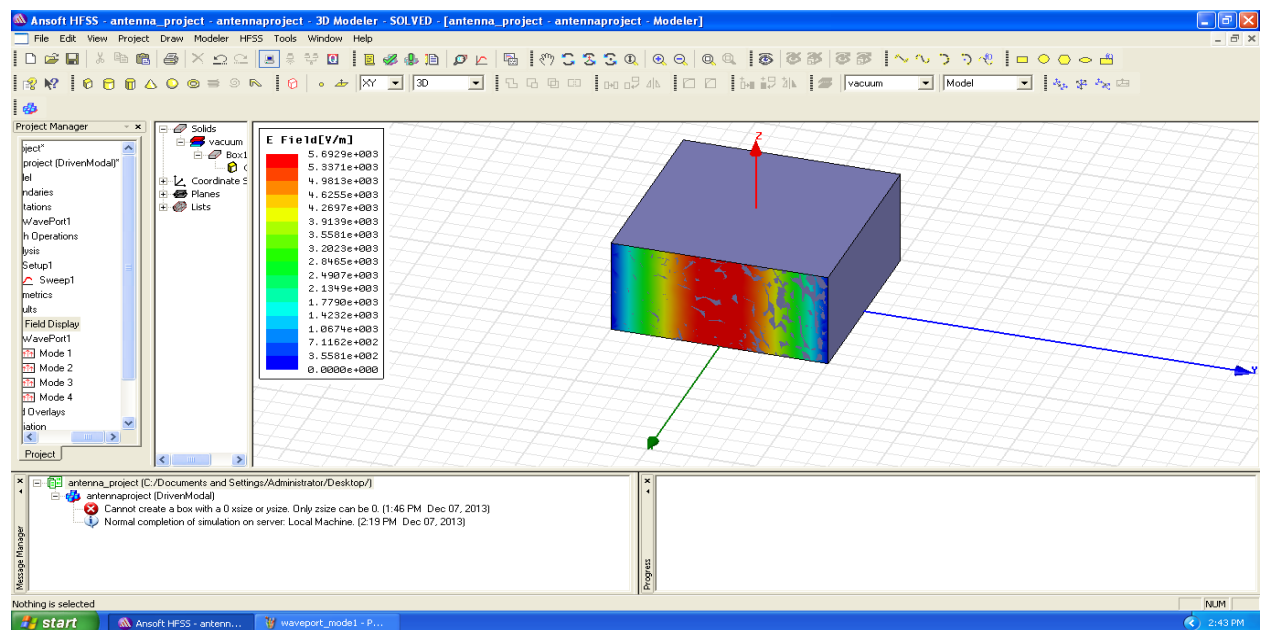 Ansoft HFSS - antenna_project - antennaproject - 3D Modeler - SOLVED - [antenna_project - antennaproject - Modeler]
File Edit View Project Draw Modeler HFSS Tools Window Help
XY 3D vacuum Model
Project Manager
oject*
project (DrivenModal)*
del
ndaries
tations
WavePort1
h Operations
lysis
Setup1
Sweep1
metrics
ults
Field Display
WavePort1
Mode 1
Mode 2
Mode 3
Mode 4
d Overlays
iation
Project
Solids
vacuum
Box1
Coordinate S
Planes
Lists
E Field[V/m]
5.6929e+003
5.3371e+003
4.9813e+003
4.6255e+003
4.2697e+003
3.9139e+003
3.5581e+003
3.2023e+003
2.8465e+003
2.4907e+003
2.1349e+003
1.7790e+003
1.4232e+003
1.0674e+003
7.1162e+002
3.5581e+002
0.0000e+000
Z
Y
antenna_project (C:/Documents and Settings/Administrator/Desktop/)
antennaproject (DrivenModal)
Cannot create a box with a 0 xsize or ysize. Only zsize can be 0. (1:46 PM Dec 07, 2013)
Normal completion of simulation on server: Local Machine. (2:19 PM Dec 07, 2013)
Message Manager
Progress
Nothing is selected
NUM
start
Ansoft HFSS - antenn...
waveport_mode1 - P...
2:43 PM